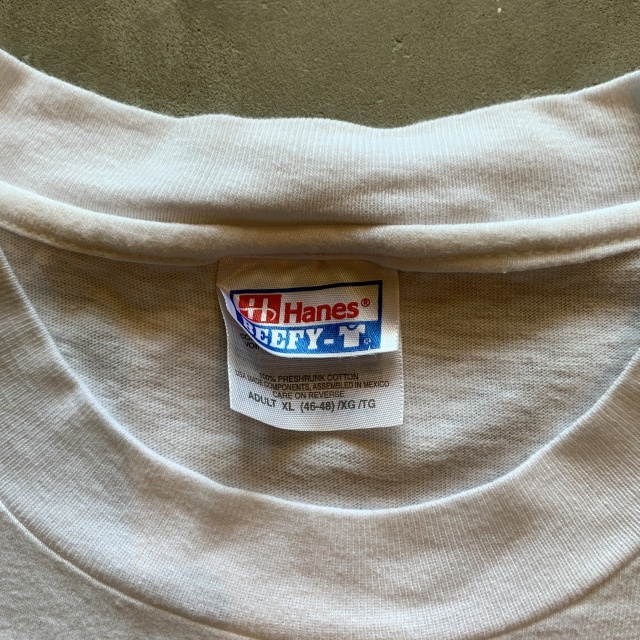 Hanes®
BEEFY-T
100% PRESHRUNK COTTON
USA MADE COMPONENTS, ASSEMBLED IN MEXICO
CARE ON REVERSE
ADULT XL (46-48) /XG /TG